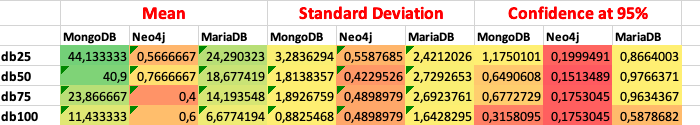 Mean Standard Deviation Confidence at 95%
MongoDB Neo4j MariaDB MongoDB Neo4j MariaDB MongoDB Neo4j MariaDB
db25 44,133333 0,5666667 24,290323 3,2836294 0,5587685 2,4212026 1,1750101 0,1999491 0,8664003
db50 40,9 0,7666667 18,677419 1,8138357 0,4229526 2,7292653 0,6490608 0,1513489 0,9766371
db75 23,866667 0,4 14,193548 1,8926759 0,4898979 2,6923761 0,6772729 0,1753045 0,9634367
db100 11,433333 0,6 6,6774194 0,8825468 0,4898979 1,6428295 0,3158095 0,1753045 0,5878682